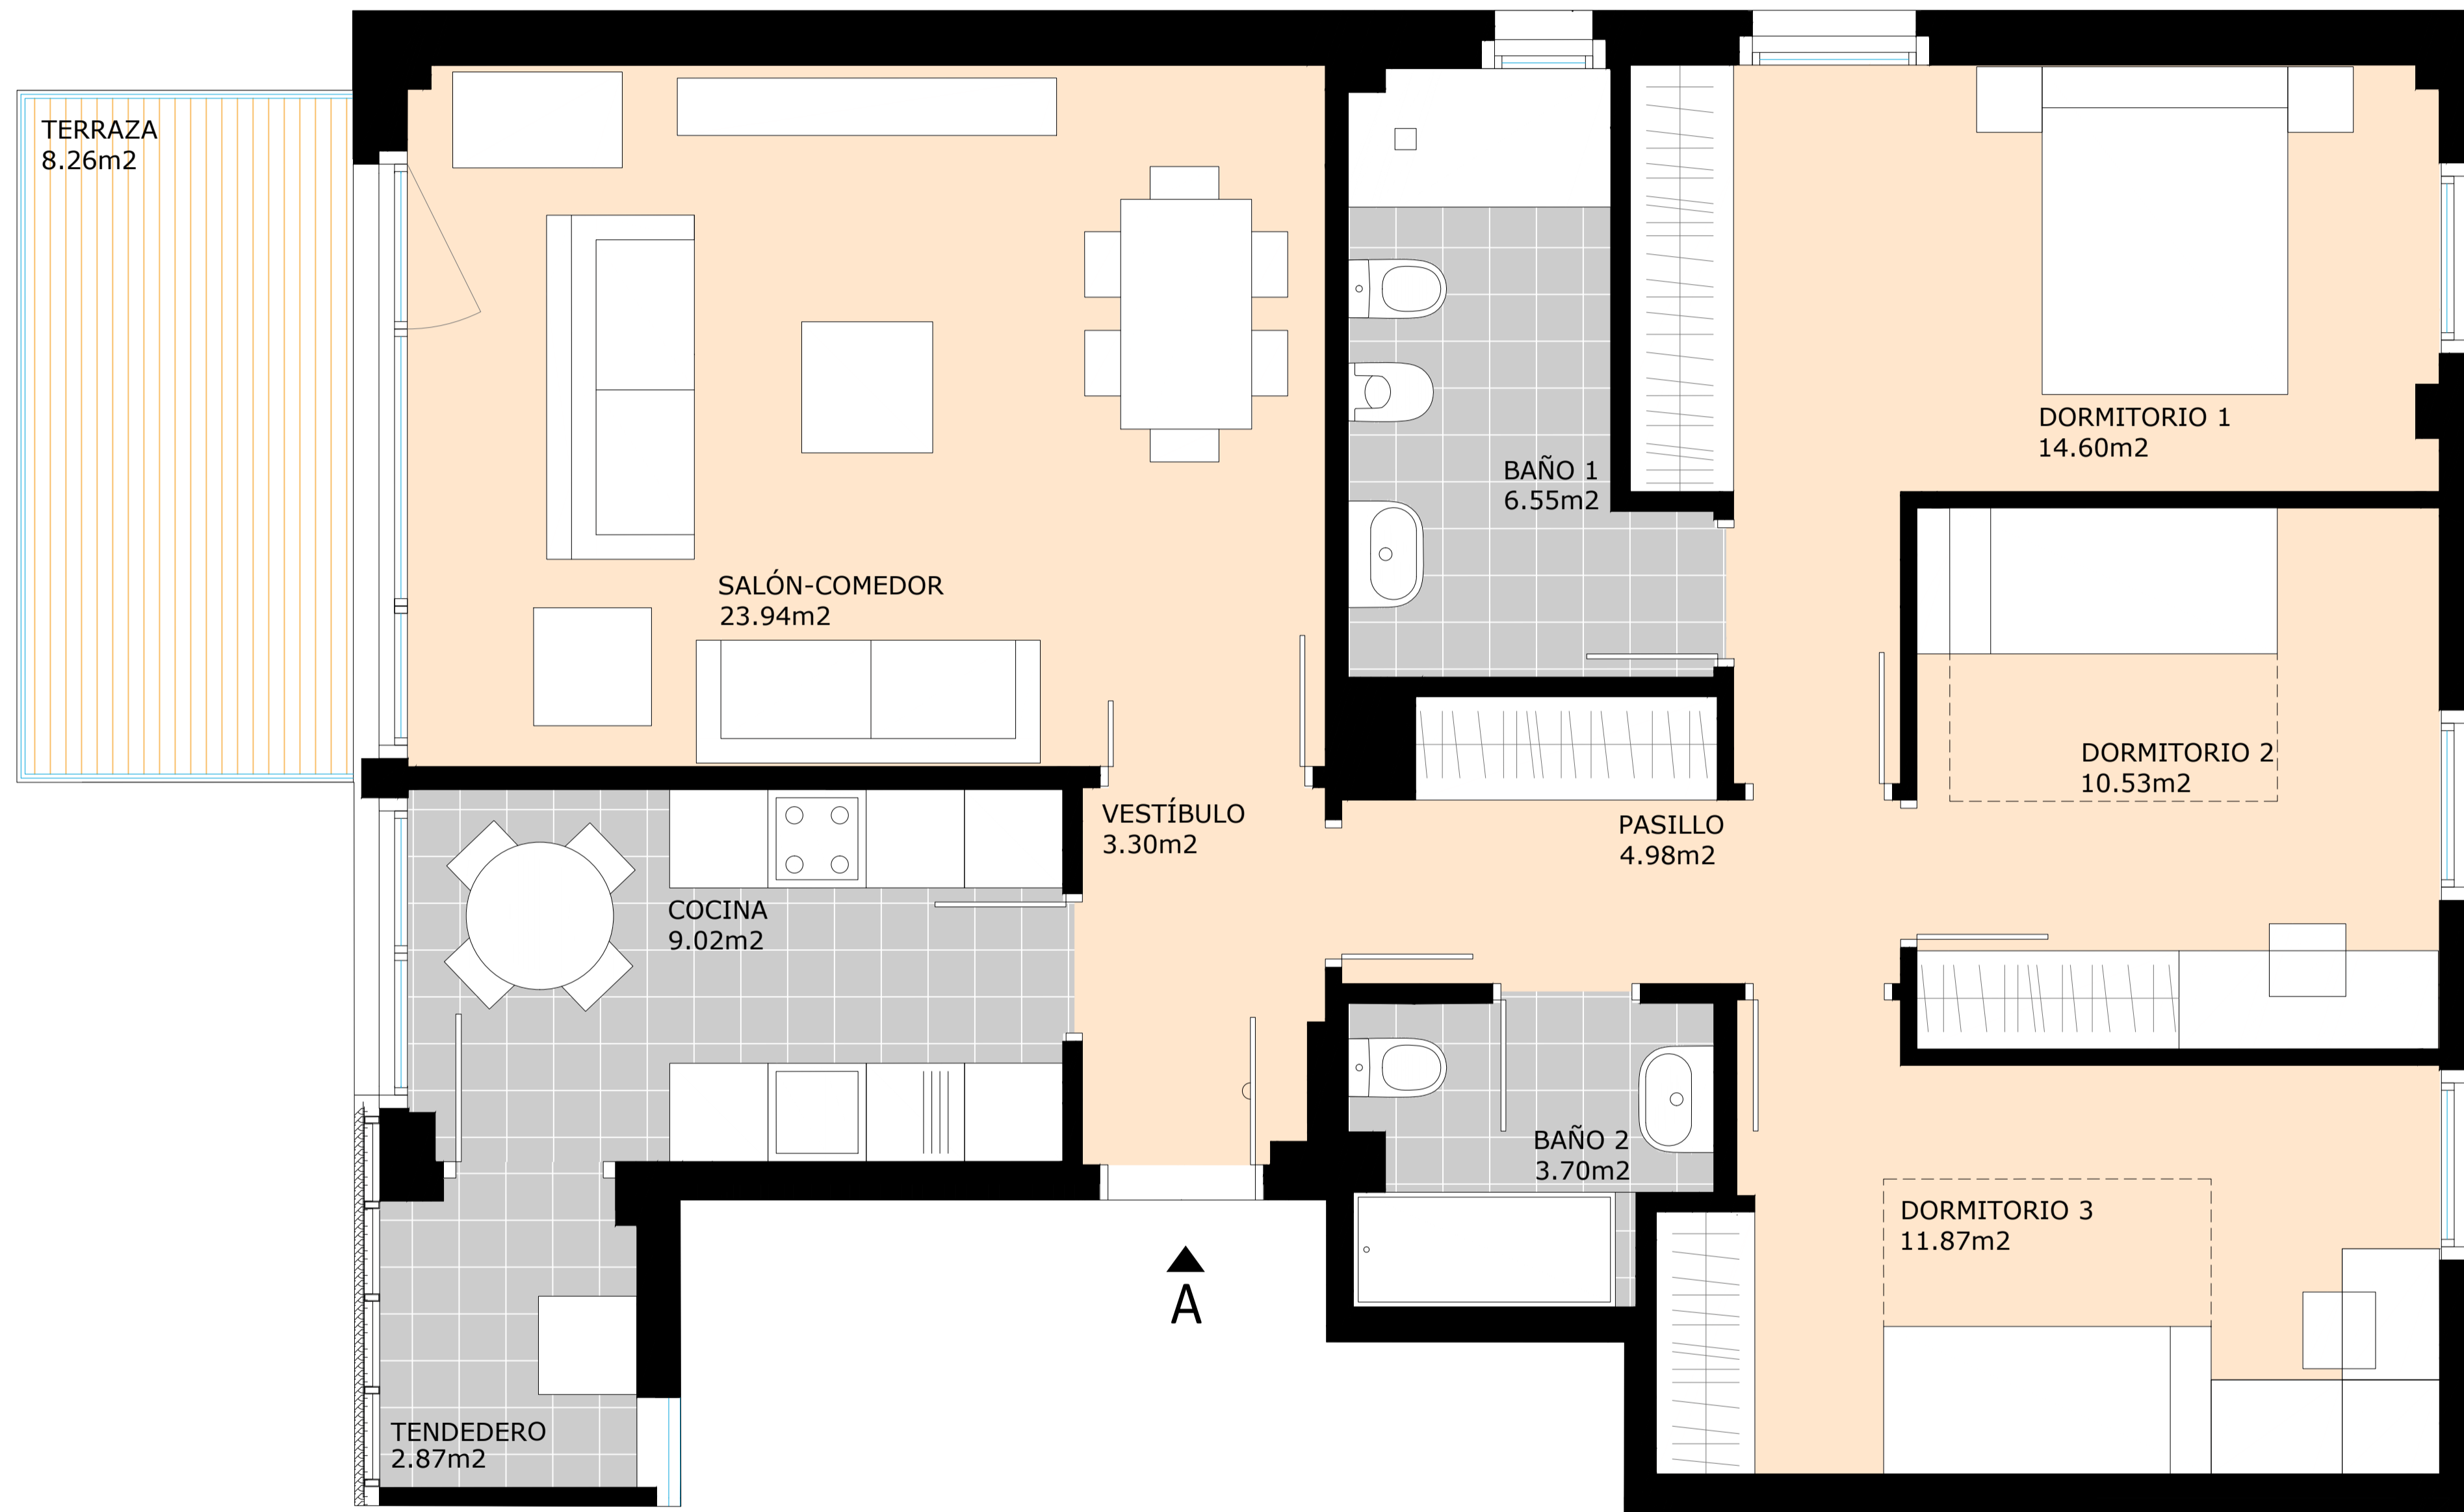 TERRAZA
8.26m2
SALÓN-COMEDOR
23.94m2
BAÑO 1
6.55m2
DORMITORIO 1
14.60m2
DORMITORIO 2
10.53m2
VESTÍBULO
3.30m2
PASILLO
4.98m2
COCINA
9.02m2
BAÑO 2
3.70m2
DORMITORIO 3
11.87m2
A
TENDEDERO
2.87m2